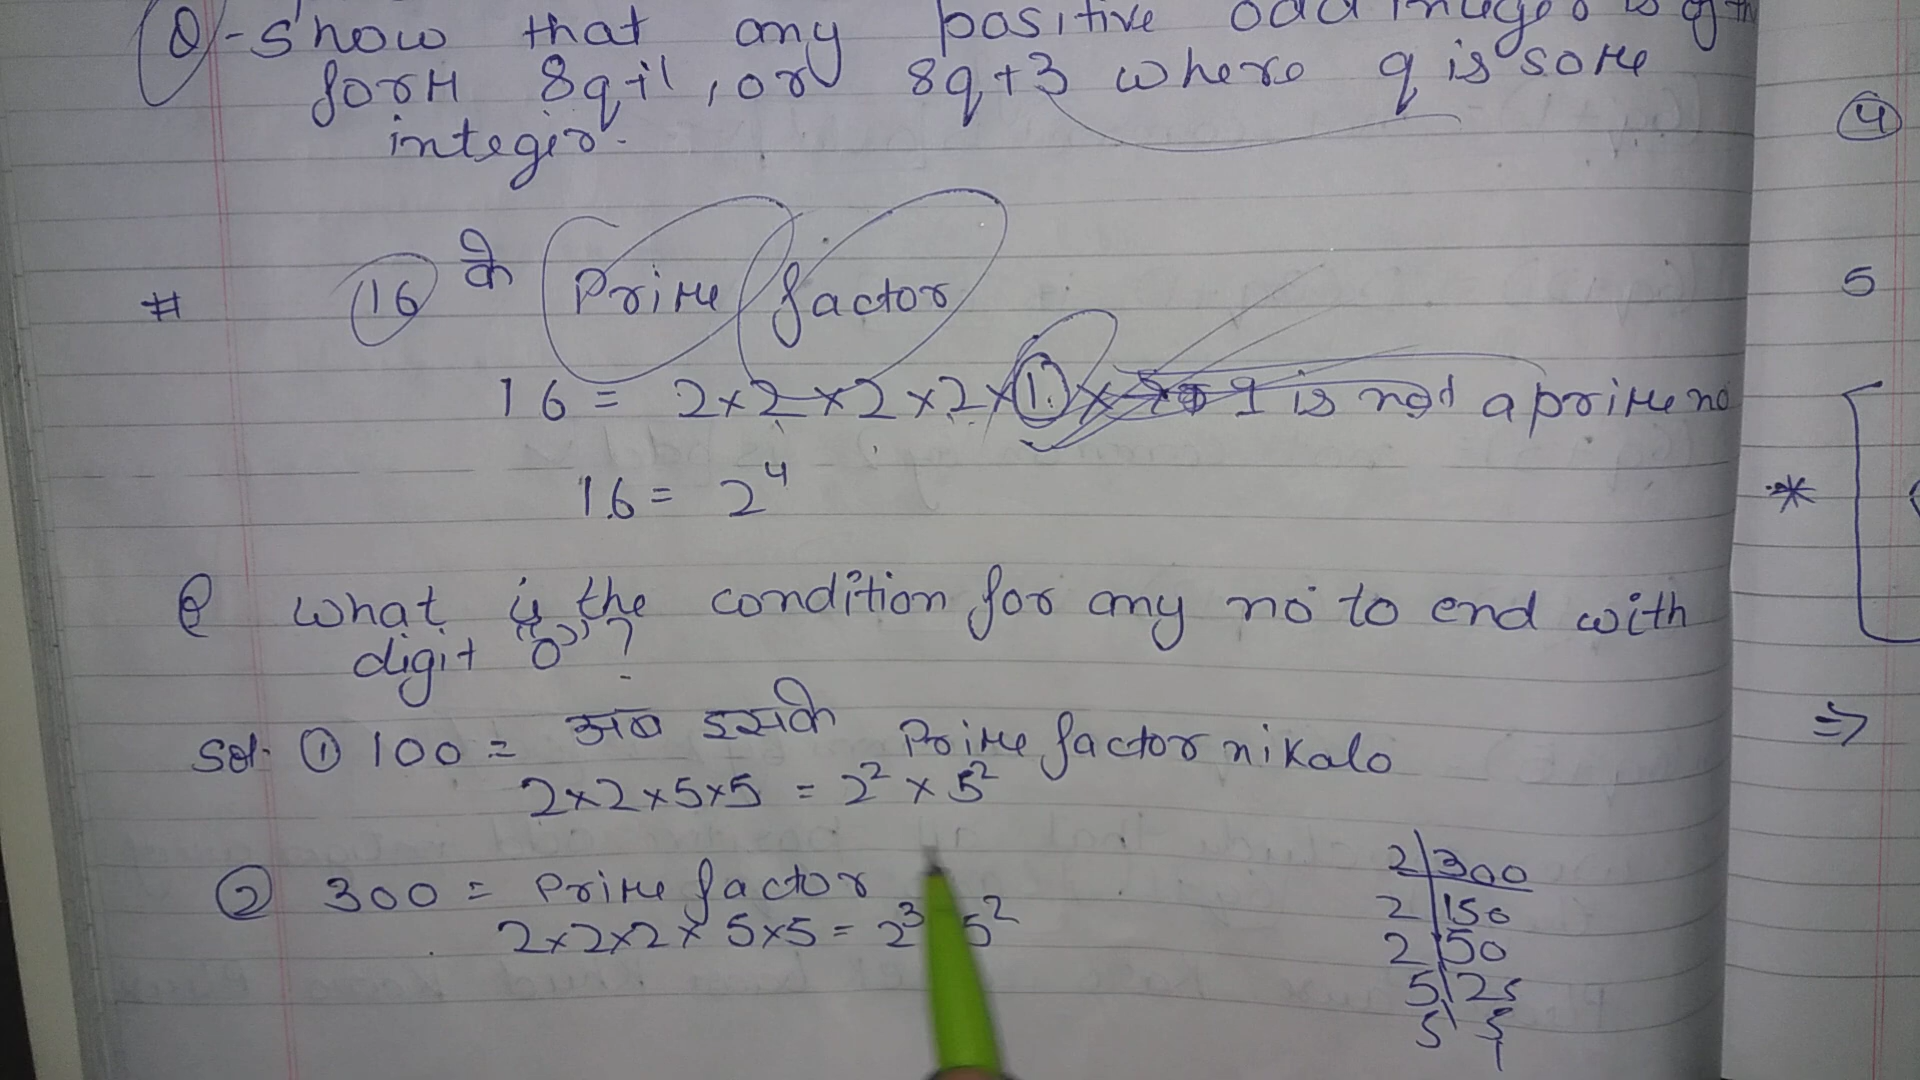 Q - Show that any positive odd integer is of the
form 8q+1, or 8q+3 where q is some
integer.
4
5
# 16 के Prime factor
16 = 2×2×2×2×1 1 is not a prime no
*
16 = 2⁴
Q what is the condition for any no to end with
digit "0"?
Sol. ① 100 = अब इसके Prime factor nikalo
⇒
2×2×5×5 = 2² × 5²
② 300 = Prime factor
2×2×2×5×5 = 2³ 5²
2 300
2 150
2 50
5 25
5 5